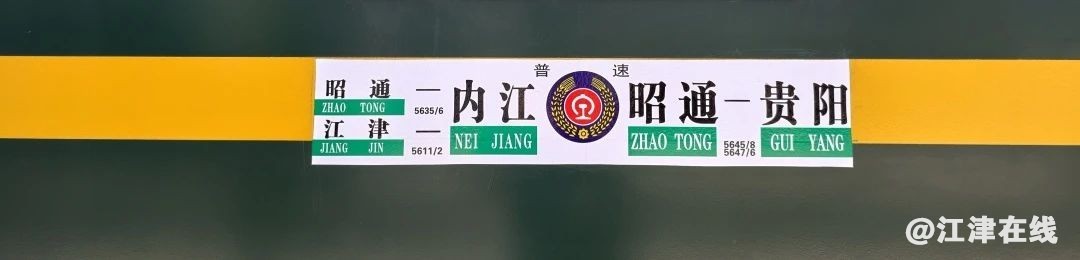 普 速
昭 通 — 内江 昭通—贵阳
ZHAO TONG 5635/6
江 津 —
JIANG JIN 5611/2 NEI JIANG ZHAO TONG 5645/8 GUI YANG
5647/6
@江津在线